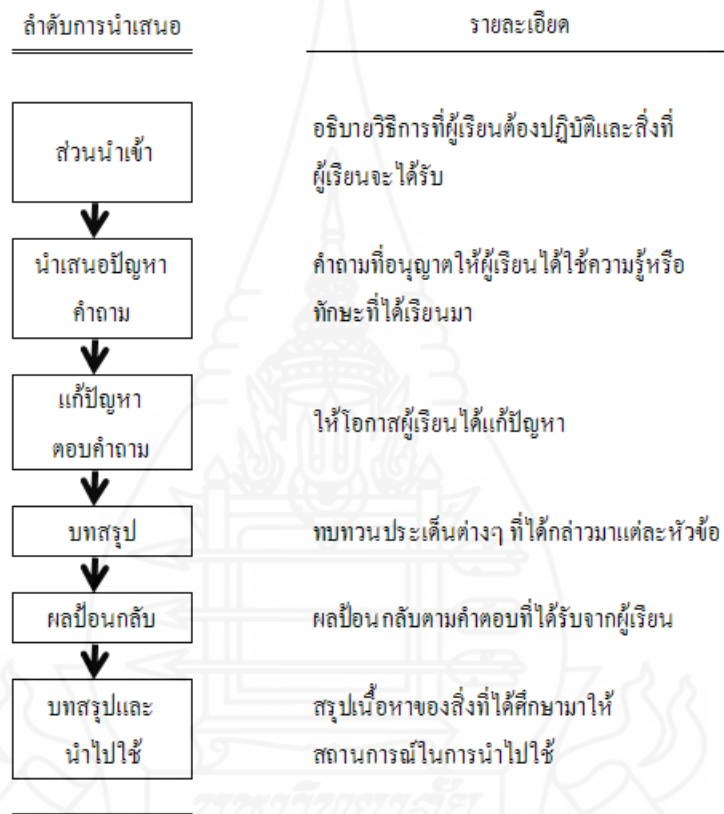 ลำดับการนำเสนอ
รายละเอียด
ส่วนนำเข้า
อธิบายวิธีการที่ผู้เรียนต้องปฏิบัติและสิ่งที่
ผู้เรียนจะได้รับ
นำเสนอปัญหา
คำถาม
คำถามที่อนุญาตให้ผู้เรียนได้ใช้ความรู้หรือ
ทักษะที่ได้เรียนมา
แก้ปัญหา
ตอบคำถาม
ให้โอกาสผู้เรียนได้แก้ปัญหา
บทสรุป
ทบทวนประเด็นต่างๆ ที่ได้กล่าวมาแต่ละหัวข้อ
ผลป้อนกลับ
ผลป้อนกลับตามคำตอบที่ได้รับจากผู้เรียน
บทสรุปและ
นำไปใช้
สรุปเนื้อหาของสิ่งที่ได้ศึกษามาให้
สถานการณ์ในการนำไปใช้